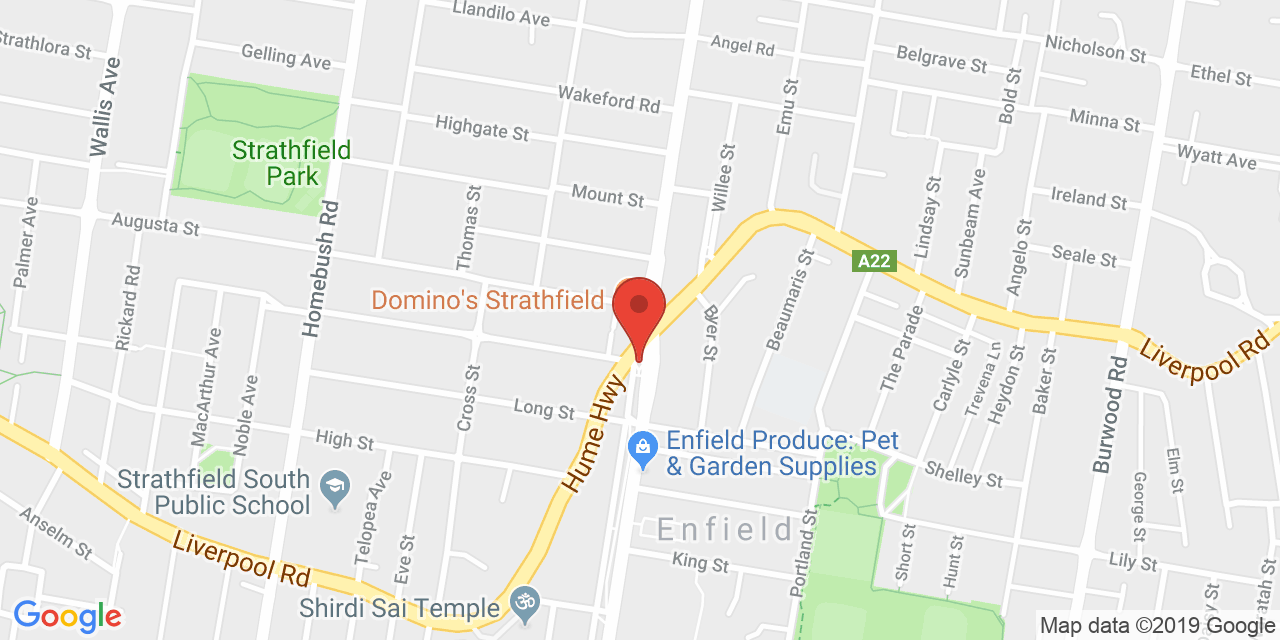 Llandilo Ave
Strathlora St
Gelling Ave
Angel Rd
Belgrave St
Nicholson St
Ethel St
Wallis Ave
Wakeford Rd
Emu St
Bold St
Highgate St
Minna St
Strathfield
Park
Wyatt Ave
Willee St
Mount St
Thomas St
Lindsay St
Sunbeam Ave
Ireland St
Palmer Ave
Augusta St
Homebush Rd
Angelo St
Seale St
A22
Rickard Rd
Domino's Strathfield
Beaumaris St
Byer St
MacArthur Ave
Noble Ave
The Parade
Carlyle St
Trevena Ln
Heydon St
Baker St
Liverpool Rd
Cross St
Hume Hwy
Long St
Burwood Rd
High St
Enfield Produce: Pet
& Garden Supplies
Strathfield South
Public School
Shelley St
Elm St
George St
Telopea Ave
Anselm St
Liverpool Rd
Eve St
Enfield
King St
Portland St
Short St
Hunt St
Lily St
Shirdi Sai Temple
Google
Map data ©2019 Google